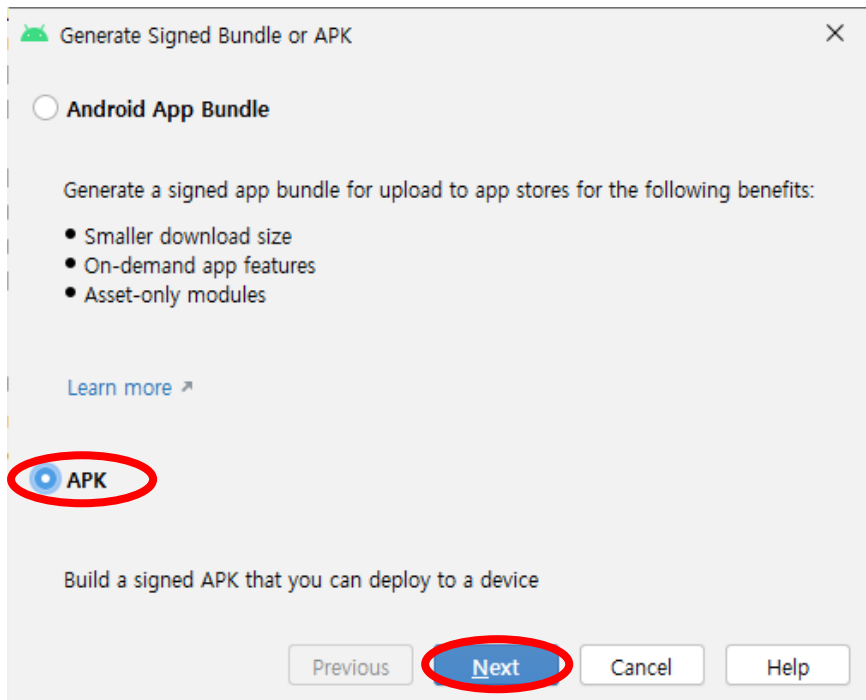 Generate Signed Bundle or APK
Android App Bundle
Generate a signed app bundle for upload to app stores for the following benefits:
• Smaller download size
• On-demand app features
• Asset-only modules
Learn more ↗
APK
Build a signed APK that you can deploy to a device
Previous Next Cancel Help